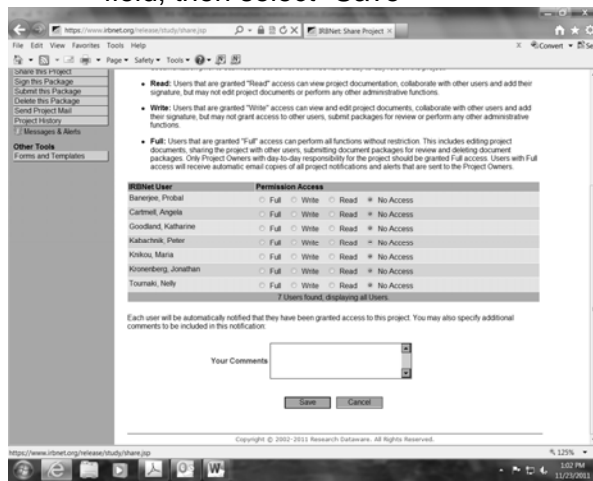 field, then select "Save"
https://www.irbnet.org/release/study/share.jsp
IRBNet Share Project
File Edit View Favorites Tools Help
X Convert Se
Page Safety Tools
Share this Project
Sign this Package
Submit this Package
Delete this Package
Send Project Mail
Project History
Messages & Alerts
Other Tools
Forms and Templates
Read: Users that are granted "Read" access can view project documentation, collaborate with other users and add their
signature, but may not edit project documents or perform any other administrative functions.
Write: Users that are granted "Write" access can view and edit project documents, collaborate with other users and add
their signature, but may not grant access to other users, submit packages for review or perform any other administrative
functions.
Full: Users that are granted "Full" access can perform all functions without restriction. This includes editing project
documents, sharing the project with other users, submitting document packages for review and deleting document
packages. Only Project Owners with day-to-day responsibility for the project should be granted Full access. Users with Full
access will receive automatic email copies of all project notifications and alerts that are sent to the Project Owners.
IRBNet User Permission Access
Banerjee, Probal Full Write Read No Access
Cartmell, Angela Full Write Read No Access
Goodland, Katharine Full Write Read No Access
Kabachnik, Peter Full Write Read No Access
Knikou, Maria Full Write Read No Access
Kronenberg, Jonathan Full Write Read No Access
Tournaki, Nelly Full Write Read No Access
7 Users found, displaying all Users.
Each user will be automatically notified that they have been granted access to this project. You may also specify additional
comments to be included in this notification:
Your Comments
Save Cancel
Copyright © 2002-2011 Research Dataware. All Rights Reserved.
https://www.irbnet.org/release/study/share.jsp
125%
1:02 PM
11/23/2011